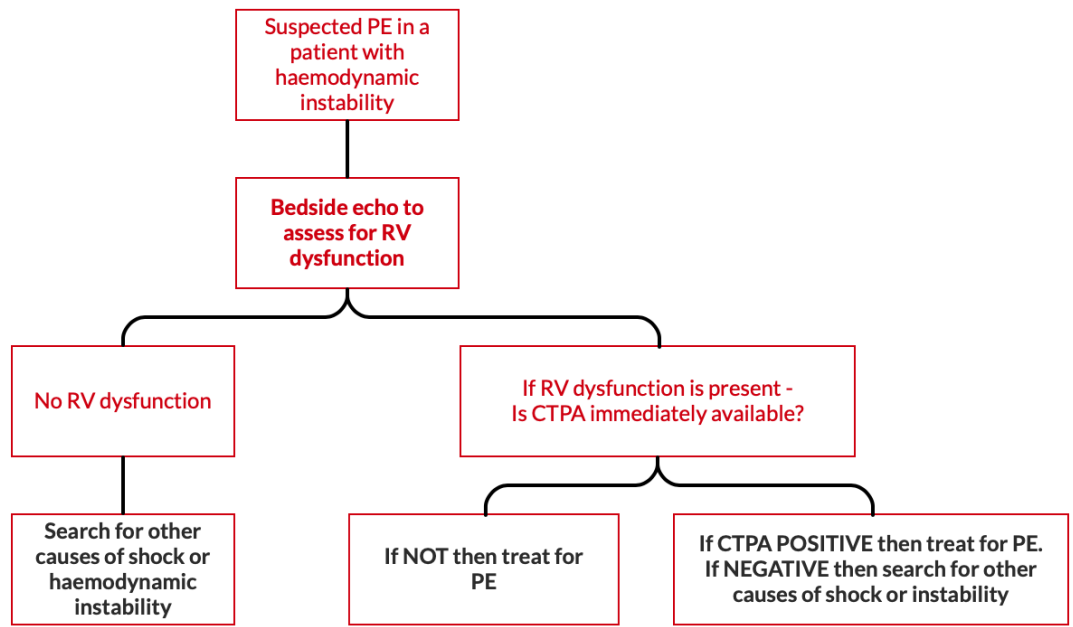 Suspected PE in a
patient with
haemodynamic
instability
Bedside echo to
assess for RV
dysfunction
No RV dysfunction
If RV dysfunction is present -
Is CTPA immediately available?
Search for other
causes of shock or
haemodynamic
instability
If NOT then treat for
PE
If CTPA POSITIVE then treat for PE.
If NEGATIVE then search for other
causes of shock or instability